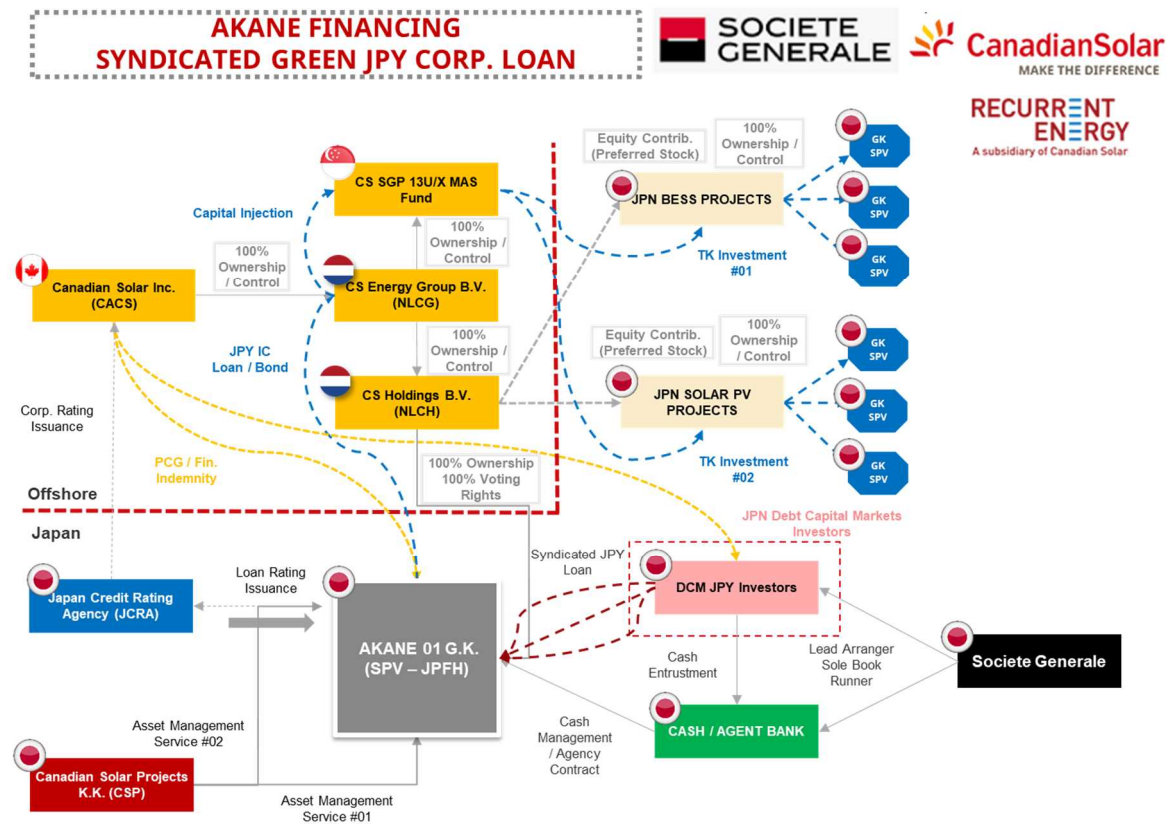 AKANE FINANCING
SYNDICATED GREEN JPY CORP. LOAN
SOCIETE
GENERALE
CanadianSolar
MAKE THE DIFFERENCE
RECURRENT
ENERGY
A subsidiary of Canadian Solar
CS SGP 13U/X MAS
Fund
Capital Injection
100%
Ownership /
Control
100%
Ownership
/ Control
Canadian Solar Inc.
(CACS)
CS Energy Group B.V.
(NLCG)
100%
Ownership /
Control
JPY IC
Loan / Bond
CS Holdings B.V.
(NLCH)
Corp. Rating
Issuance
PCG / Fin.
Indemnity
100% Ownership
100% Voting
Rights
Equity Contrib.
(Preferred Stock)
100%
Ownership /
Control
JPN BESS PROJECTS
TK Investment
#01
GK
SPV
GK
SPV
GK
SPV
Equity Contrib.
(Preferred Stock)
100%
Ownership
/ Control
JPN SOLAR PV
PROJECTS
TK Investment
#02
GK
SPV
GK
SPV
GK
SPV
Offshore
Japan
JPN Debt Capital Markets
Investors
Syndicated JPY
Loan
Loan Rating
Issuance
Japan Credit Rating
Agency (JCRA)
AKANE 01 G.K.
(SPV – JPFH)
DCM JPY Investors
Cash
Entrustment
Lead Arranger
Sole Book
Runner
Societe Generale
CASH / AGENT BANK
Cash
Management
/ Agency
Contract
Asset Management
Service #02
Canadian Solar Projects
K.K. (CSP)
Asset Management
Service #01